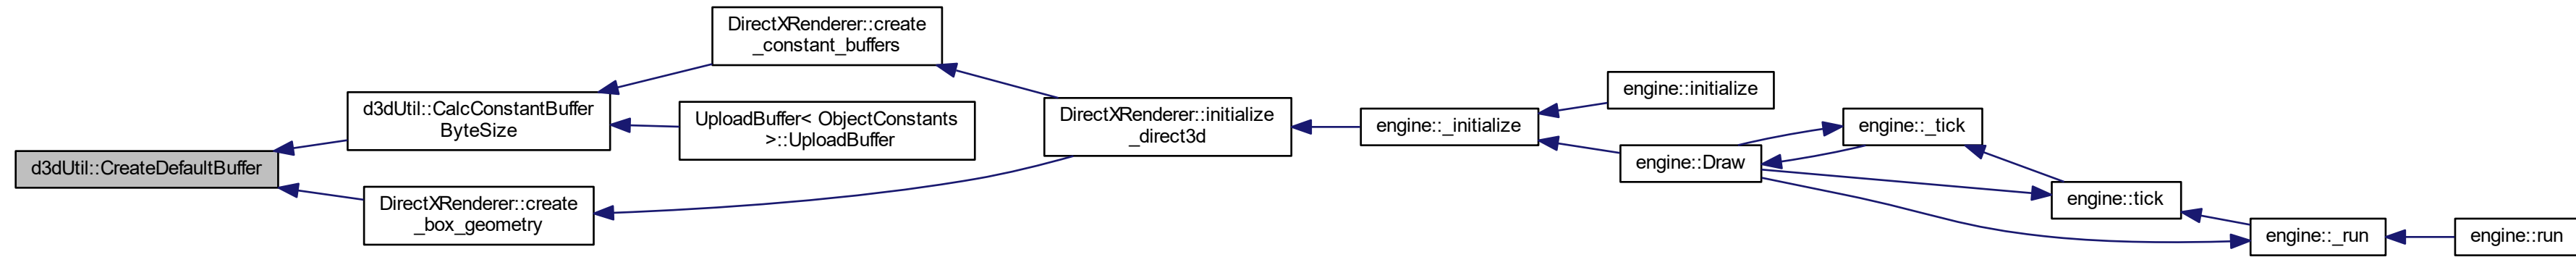 d3dUtil::CreateDefaultBuffer
d3dUtil::CalcConstantBuffer
ByteSize
DirectXRenderer::create
_constant_buffers
UploadBuffer< ObjectConstants
>::UploadBuffer
DirectXRenderer::create
_box_geometry
DirectXRenderer::initialize
_direct3d
engine::_initialize
engine::initialize
engine::Draw
engine::_tick
engine::tick
engine::_run
engine::run